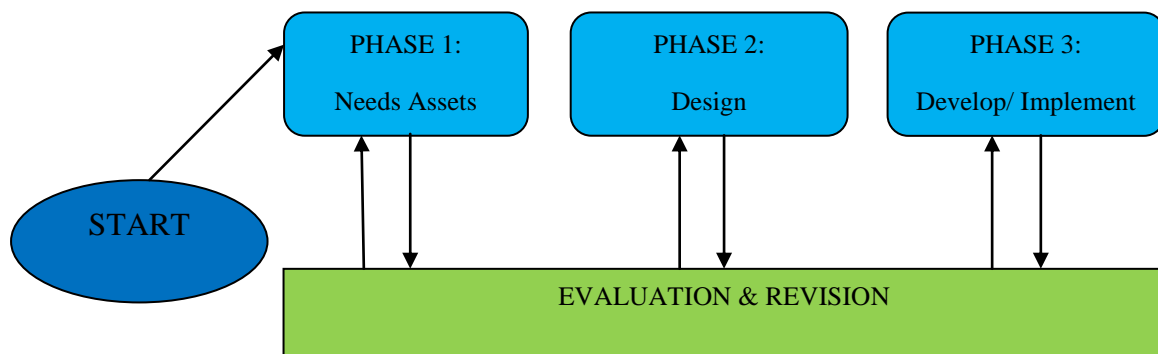 PHASE 1:
Needs Assets
PHASE 2:
Design
PHASE 3:
Develop/ Implement
START
EVALUATION & REVISION